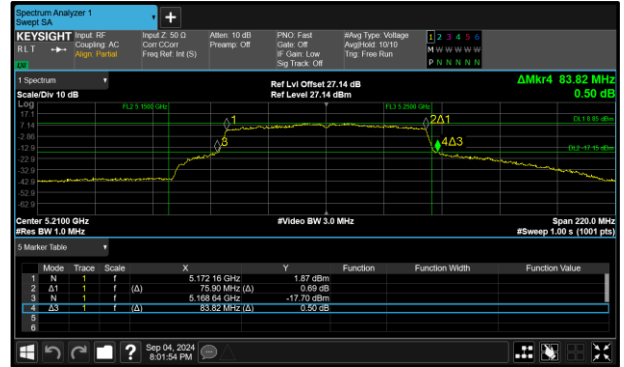 Spectrum Analyzer 1
Swept SA
+
KEYSIGHT Input: RF Input Z: 50 Ω Atten: 10 dB PNO: Fast #Avg Type: Voltage 1 2 3 4 5 6
RLT Coupling: AC Corr CCorr Preamp: Off Gate: Off Avg|Hold: 10/10 M W W W W W
Align: Partial Freq Ref: Int (S) IF Gain: Low Trig: Free Run
Sig Track: Off P N N N N N
1 Spectrum
Ref Lvl Offset 27.14 dB ΔMkr4 83.82 MHz
Scale/Div 10 dB Ref Level 27.14 dBm 0.50 dB
Log
17.1 FL2 5.1500 GHz FL3 5.2500 GHz
7.14 1 2Δ1 DL1 6.85 dBm
-2.86
-12.9 3 4Δ3 DL2 -17.15 dBm
-22.9
-32.9
-42.9
-52.9
-62.9
Center 5.2100 GHz #Video BW 3.0 MHz Span 220.0 MHz
#Res BW 1.0 MHz #Sweep 1.00 s (1001 pts)
5 Marker Table
Mode Trace Scale X Y Function Function Width Function Value
1 N 1 f 5.172 16 GHz 1.87 dBm
2 Δ1 1 f (Δ) 75.90 MHz (Δ) 0.69 dB
3 N 1 f 5.168 64 GHz -17.70 dBm
4 Δ3 1 f (Δ) 83.82 MHz (Δ) 0.50 dB
5
6
? Sep 04, 2024
8:01:54 PM